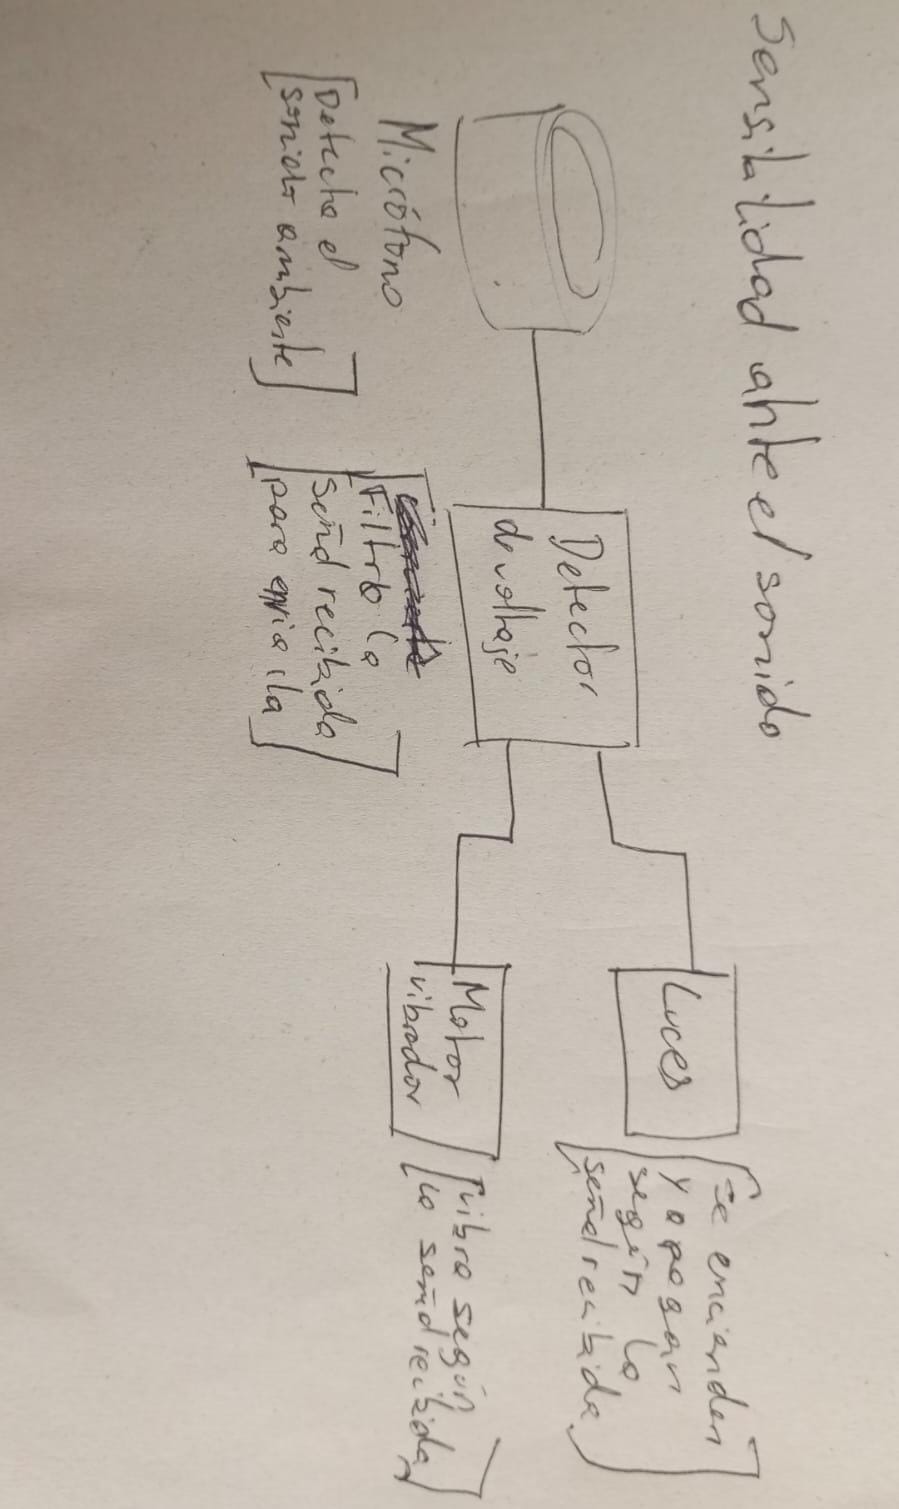 Sensibilidad ante el sonido
Luces
[Se encienden
y apagan
según la
señal recibida]
Detector
de voltaje
Motor
vibrador
[vibra según
la señal recibida]
Micrófono
[Detecta el
sonido ambiente]
[Filtra la
señal recibida
para enviarla]